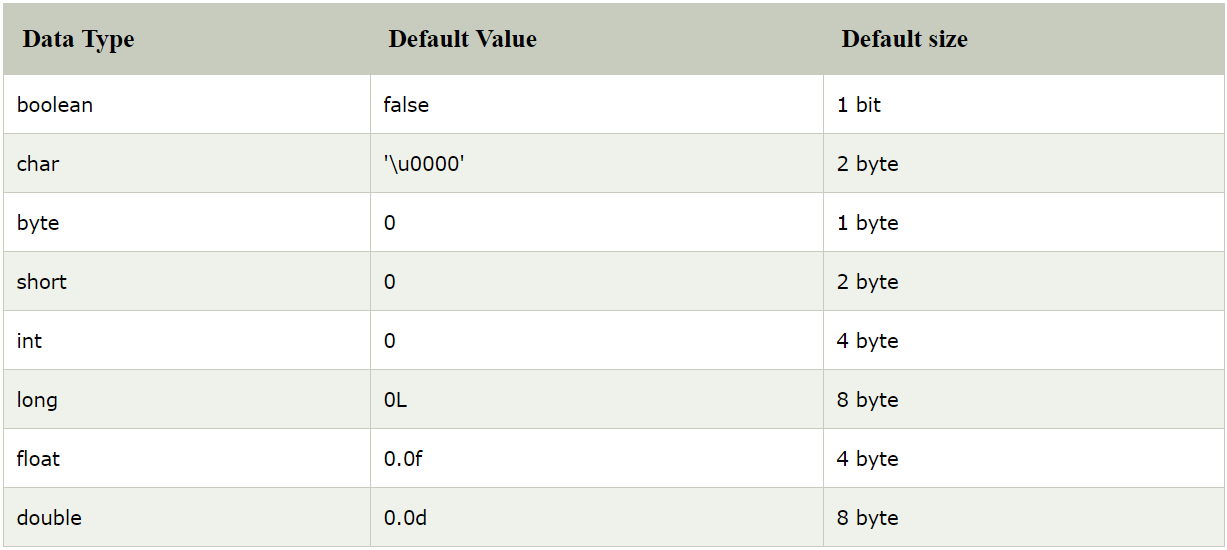 Data Type Default Value Default size
boolean false 1 bit
char '\u0000' 2 byte
byte 0 1 byte
short 0 2 byte
int 0 4 byte
long 0L 8 byte
float 0.0f 4 byte
double 0.0d 8 byte